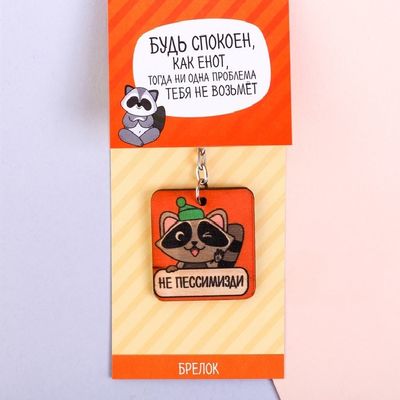 БУДЬ СПОКОЕН,
КАК ЕНОТ,
ТОГДА НИ ОДНА ПРОБЛЕМА
ТЕБЯ НЕ ВОЗЬМЁТ
НЕ ПЕССИМИЗДИ
БРЕЛОК